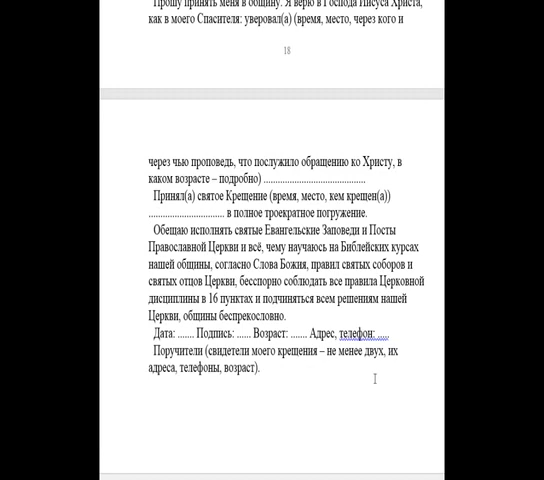 Прошу принять меня в общину. Я верю в Господа Иисуса Христа,
как в моего Спасителя: уверовал(а) (время, место, через кого и
18
через чью проповедь, что послужило обращению ко Христу, в
каком возрасте – подробно) ......................................
Принял(а) святое Крещение (время, место, кем крещен(а))
............................ в полное троекратное погружение.
Обещаю исполнять святые Евангельские Заповеди и Посты
Православной Церкви и всё, чему научаюсь на Библейских курсах
нашей общины, согласно Слова Божия, правил святых соборов и
святых отцов Церкви, бесспорно соблюдать все правила Церковной
дисциплины в 16 пунктах и подчиняться всем решениям нашей
Церкви, общины беспрекословно.
Дата: ....... Подпись: ...... Возраст: ....... Адрес, телефон: .....
Поручители (свидетели моего крещения – не менее двух, их
адреса, телефоны, возраст).